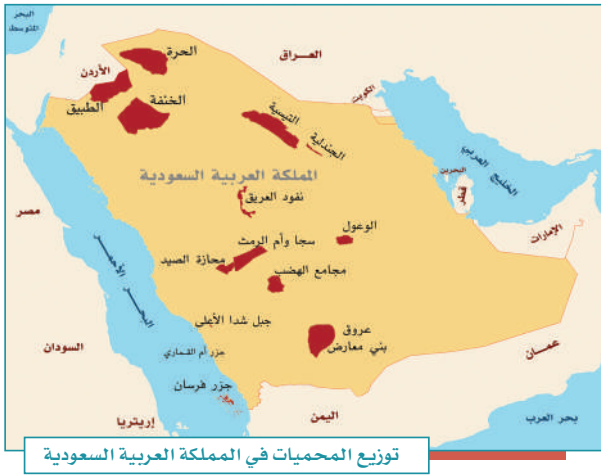 البحر
المتوسط
العراق
الحرة
الأردن
الطبيق
الخنفة
الكويت
التيسية
الجندلية
الخليج العربي
البحرين
قطر
المملكة العربية السعودية
نفود العريق
مصر
الوعول
الإمارات
سجا وأم الرمث
محازة الصيد
مجامع الهضب
البحر الأحمر
جبل شدا الأعلى
عروق
بني معارض
السودان
جزر أم القماري
عمان
جزر فرسان
إريتريا
اليمن
بحر العرب
توزيع المحميات في المملكة العربية السعودية